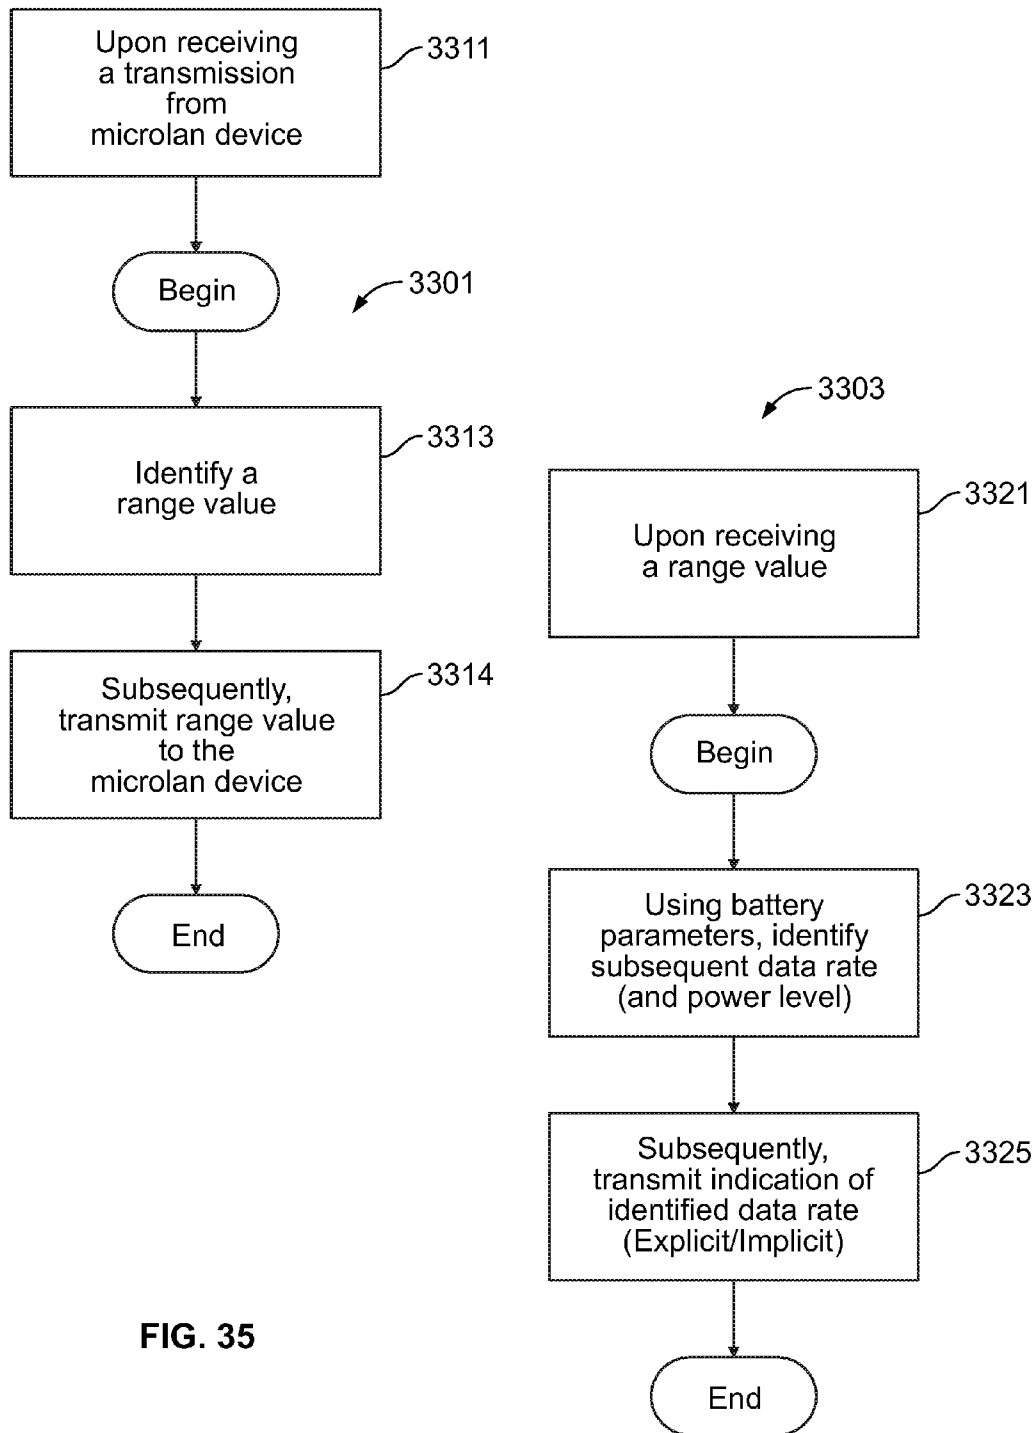 Upon receiving
a transmission
from
microlan device
3311
Begin
3301
Identify a
range value
3313
Subsequently,
transmit range value
to the
microlan device
3314
End
3303
Upon receiving
a range value
3321
Begin
Using battery
parameters, identify
subsequent data rate
(and power level)
3323
Subsequently,
transmit indication of
identified data rate
(Explicit/Implicit)
3325
End
FIG. 35